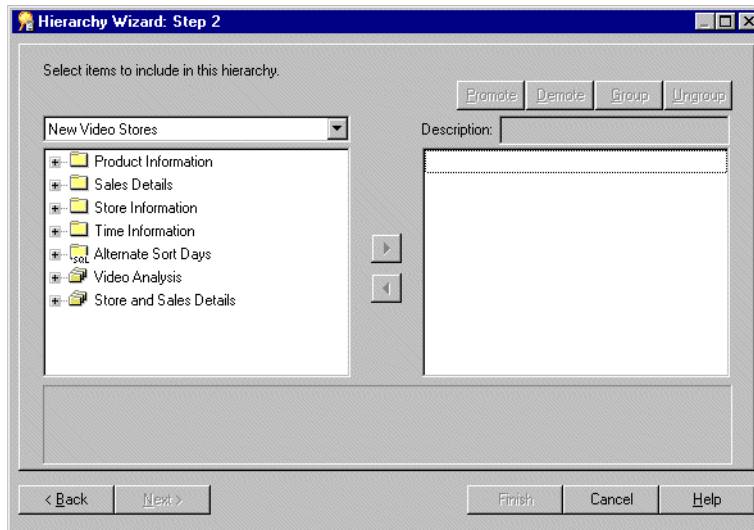 Hierarchy Wizard: Step 2
Select items to include in this hierarchy.
Promote Demote Group Ungroup
New Video Stores
Description:
Product Information
Sales Details
Store Information
Time Information
SQL Alternate Sort Days
Video Analysis
Store and Sales Details
< Back Next > Finish Cancel Help